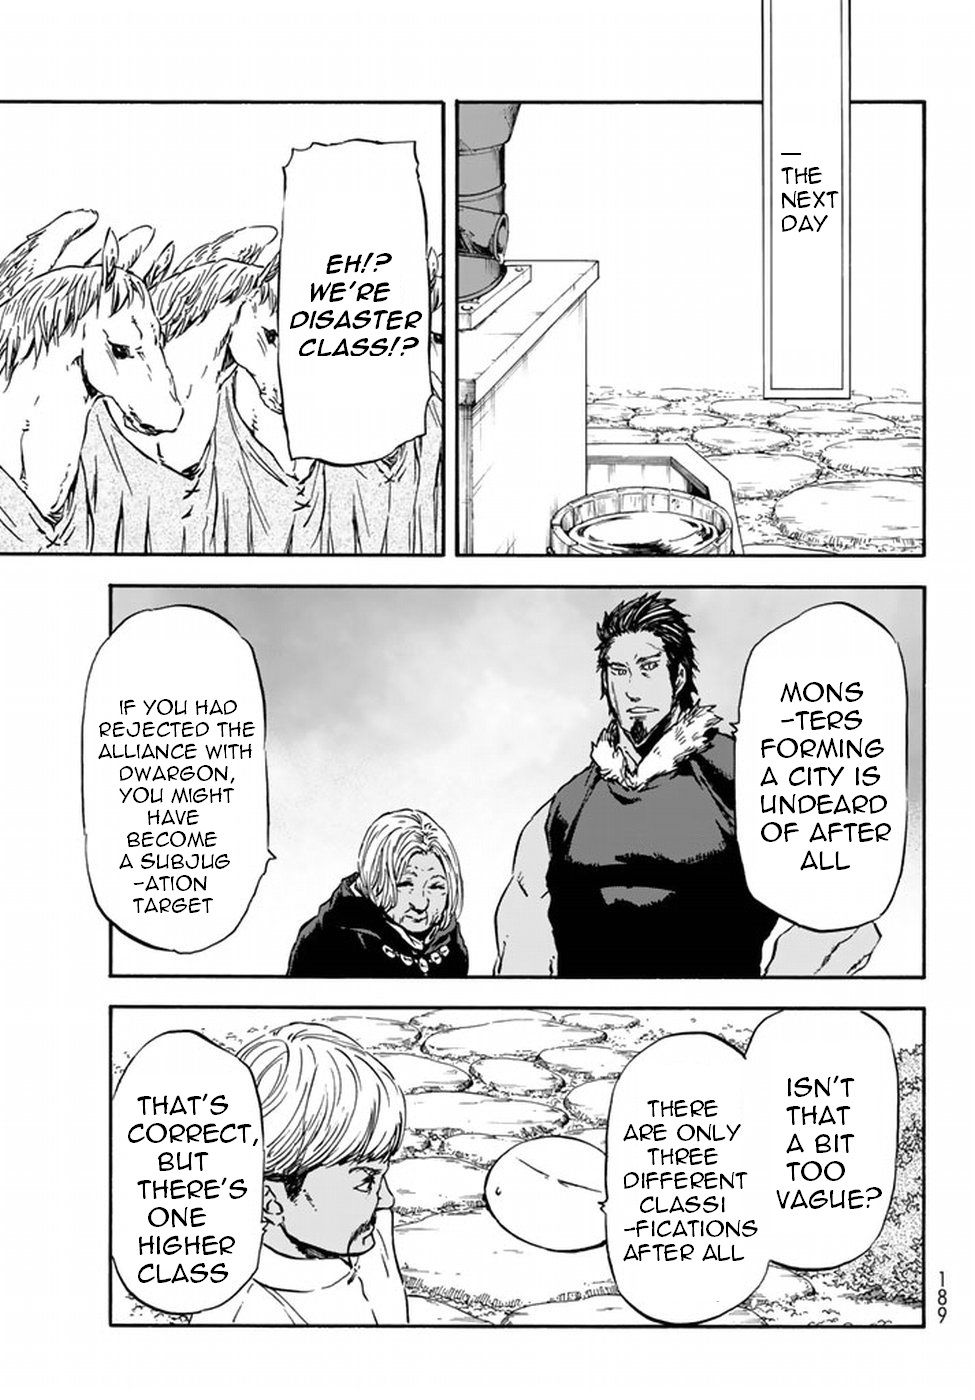 —
THE
NEXT
DAY
EH!?
WE'RE
DISASTER
CLASS!?
MONS
-TERS
FORMING
A CITY IS
UNDEARD
OF AFTER
ALL
IF YOU HAD
REJECTED THE
ALLIANCE WITH
DWARGON,
YOU MIGHT
HAVE
BECOME
A SUBJUG
-ATION
TARGET
ISN'T
THAT
A BIT
TOO
VAGUE?
THERE
ARE ONLY
THREE
DIFFERENT
CLASSI
-FICATIONS
AFTER ALL
THAT'S
CORRECT,
BUT
THERE'S
ONE
HIGHER
CLASS
189